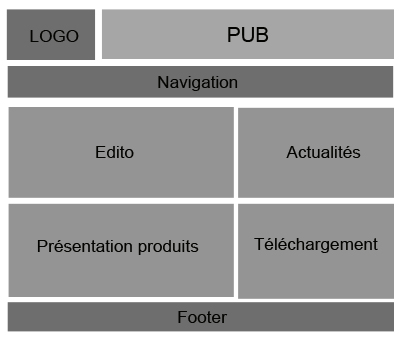 LOGO
PUB
Navigation
Edito
Actualités
Présentation produits
Téléchargement
Footer